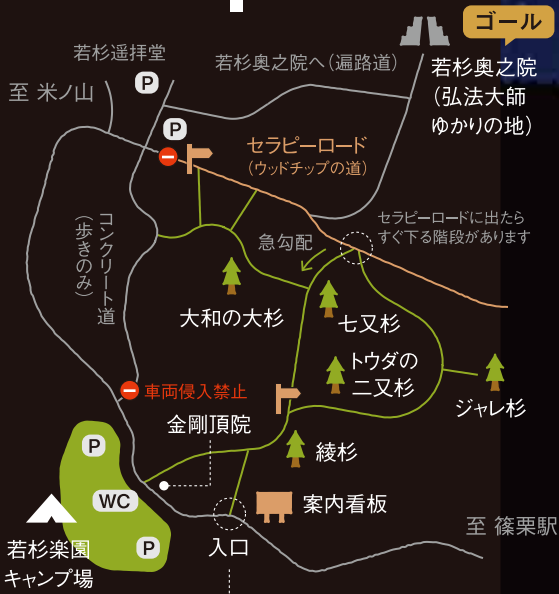 ゴール
若杉遥拝堂
若杉奥之院へ(遍路道)
若杉奥之院
(弘法大師
ゆかりの地)
至 米ノ山
P
P
セラピーロード
(ウッドチップの道)
セラピーロードに出たら
すぐ下る階段があります
コンクリート道
(歩きのみ)
急勾配
大和の大杉
七又杉
トウダの
二又杉
ジャレ杉
車両侵入禁止
金剛頂院
綾杉
P
WC
案内看板
P
若杉楽園
キャンプ場
入口
至 篠栗駅